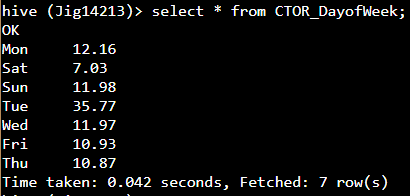 hive (Jig14213)> select * from CTOR_DayofWeek;
OK
Mon     12.16
Sat     7.03
Sun     11.98
Tue     35.77
Wed     11.97
Fri     10.93
Thu     10.87
Time taken: 0.042 seconds, Fetched: 7 row(s)